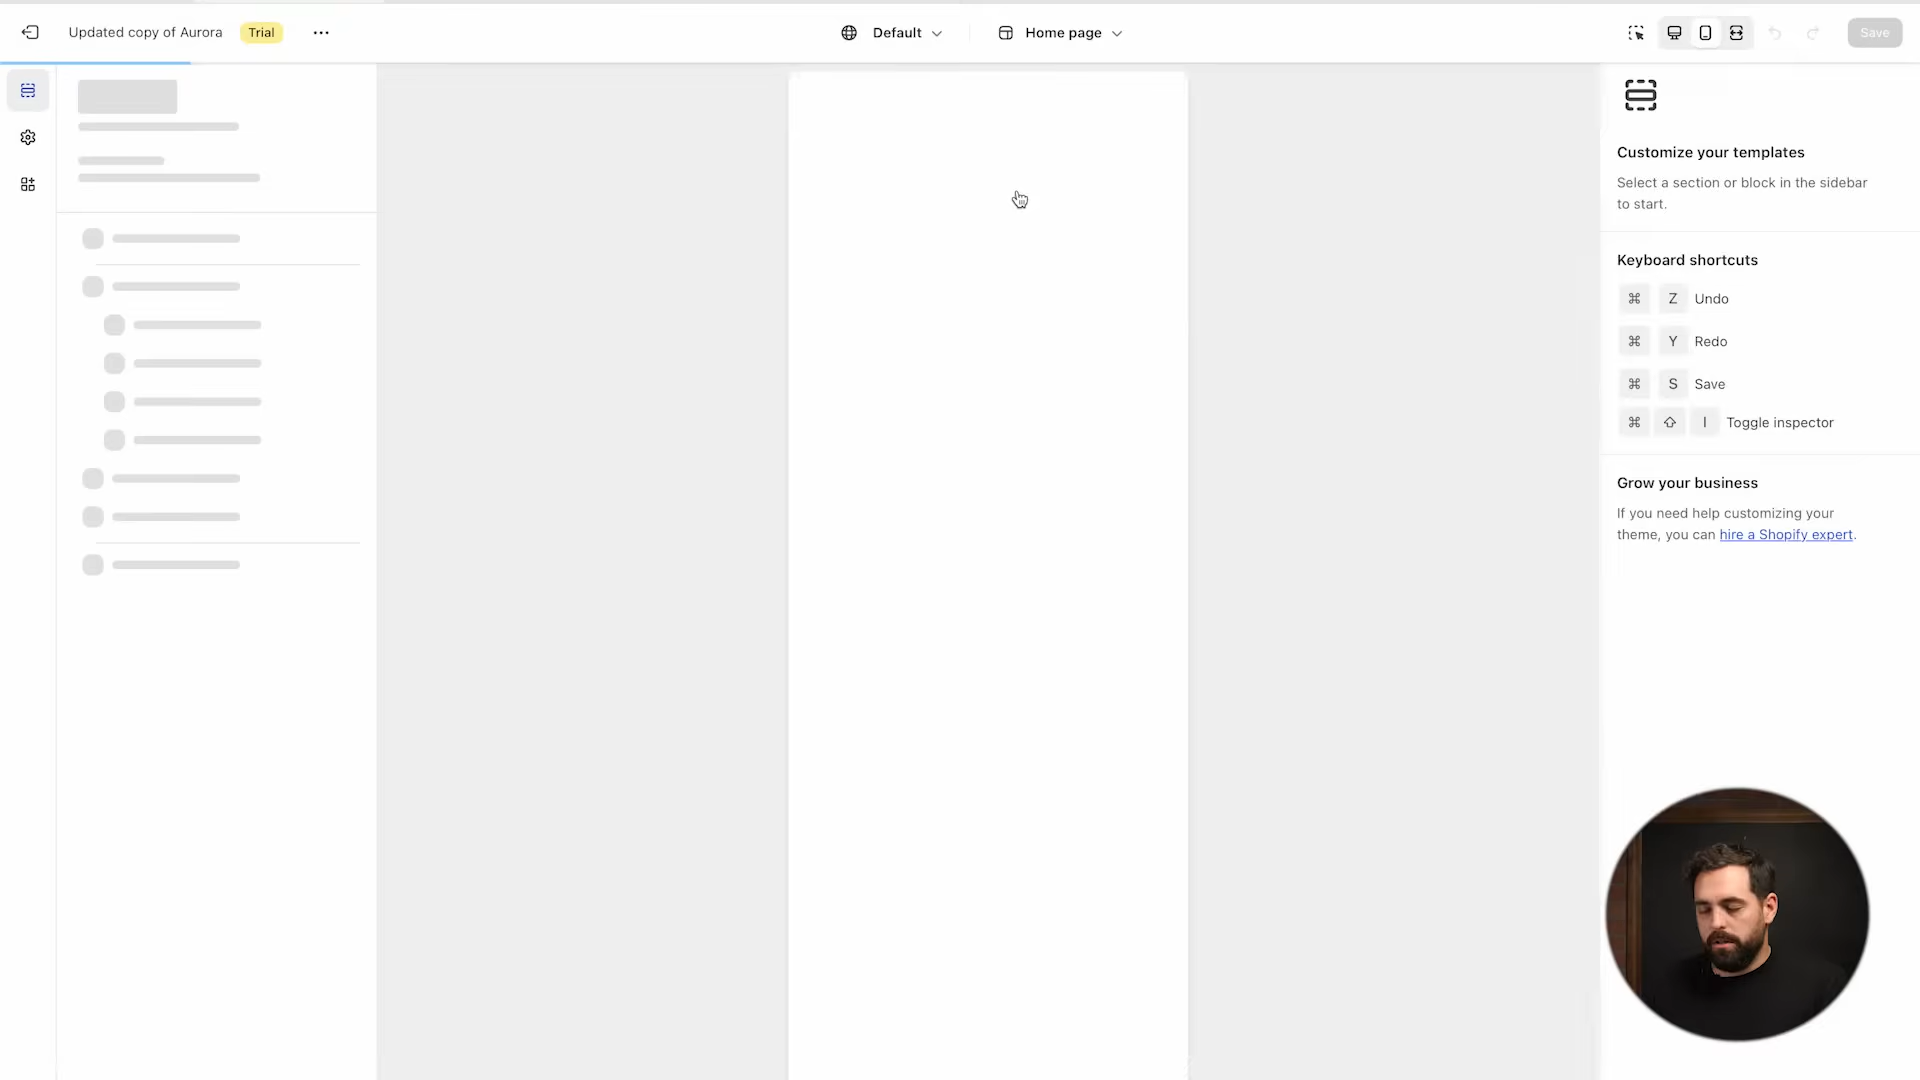 Updated copy of Aurora
Trial
Default
Home page
Save
Customize your templates
Select a section or block in the sidebar
to start.
Keyboard shortcuts
⌘ Z Undo
⌘ Y Redo
⌘ S Save
⌘ ⇧ I Toggle inspector
Grow your business
If you need help customizing your
theme, you can hire a Shopify expert.